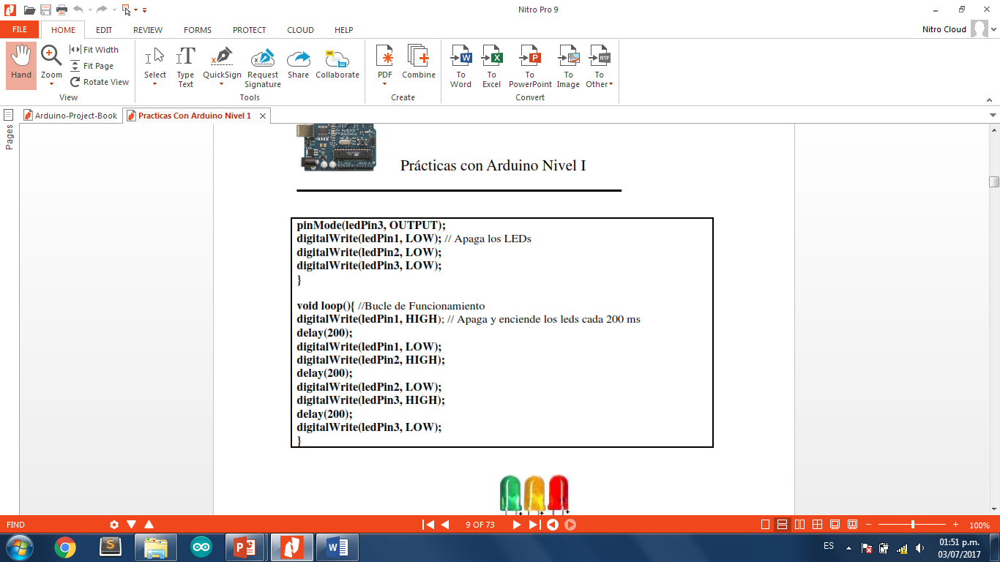 Nitro Pro 9
FILE
HOME
EDIT
REVIEW
FORMS
PROTECT
CLOUD
HELP
Nitro Cloud
Hand
Zoom
Fit Width
Fit Page
Rotate View
View
Select
Type
Text
QuickSign
Request
Signature
Share
Collaborate
Tools
PDF
Combine
Create
To
Word
To
Excel
To
PowerPoint
To
Image
To
Other
Convert
Pages
Arduino-Project-Book
Practicas Con Arduino Nivel 1
Prácticas con Arduino Nivel I
pinMode(ledPin3, OUTPUT);
digitalWrite(ledPin1, LOW); // Apaga los LEDs
digitalWrite(ledPin2, LOW);
digitalWrite(ledPin3, LOW);
}
void loop(){ //Bucle de Funcionamiento
digitalWrite(ledPin1, HIGH); // Apaga y enciende los leds cada 200 ms
delay(200);
digitalWrite(ledPin1, LOW);
digitalWrite(ledPin2, HIGH);
delay(200);
digitalWrite(ledPin2, LOW);
digitalWrite(ledPin3, HIGH);
delay(200);
digitalWrite(ledPin3, LOW);
}
FIND
9 OF 73
100%
ES
01:51 p.m.
03/07/2017